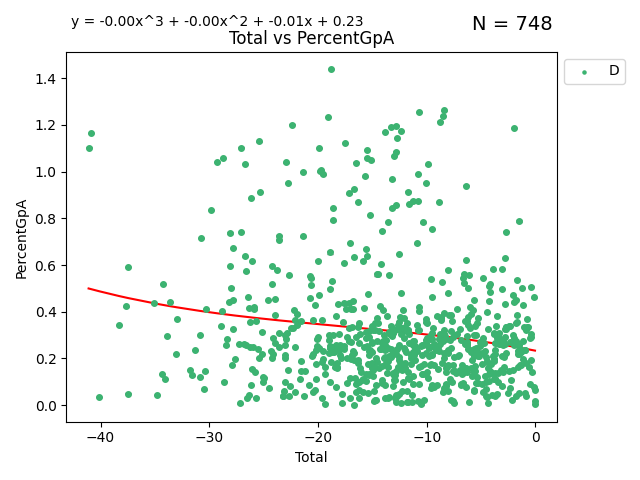 y = -0.00x^3 + -0.00x^2 + -0.01x + 0.23
N = 748
Total vs PercentGpA
D
PercentGpA
1.4
1.2
1.0
0.8
0.6
0.4
0.2
0.0
−40
−30
−20
−10
0
Total